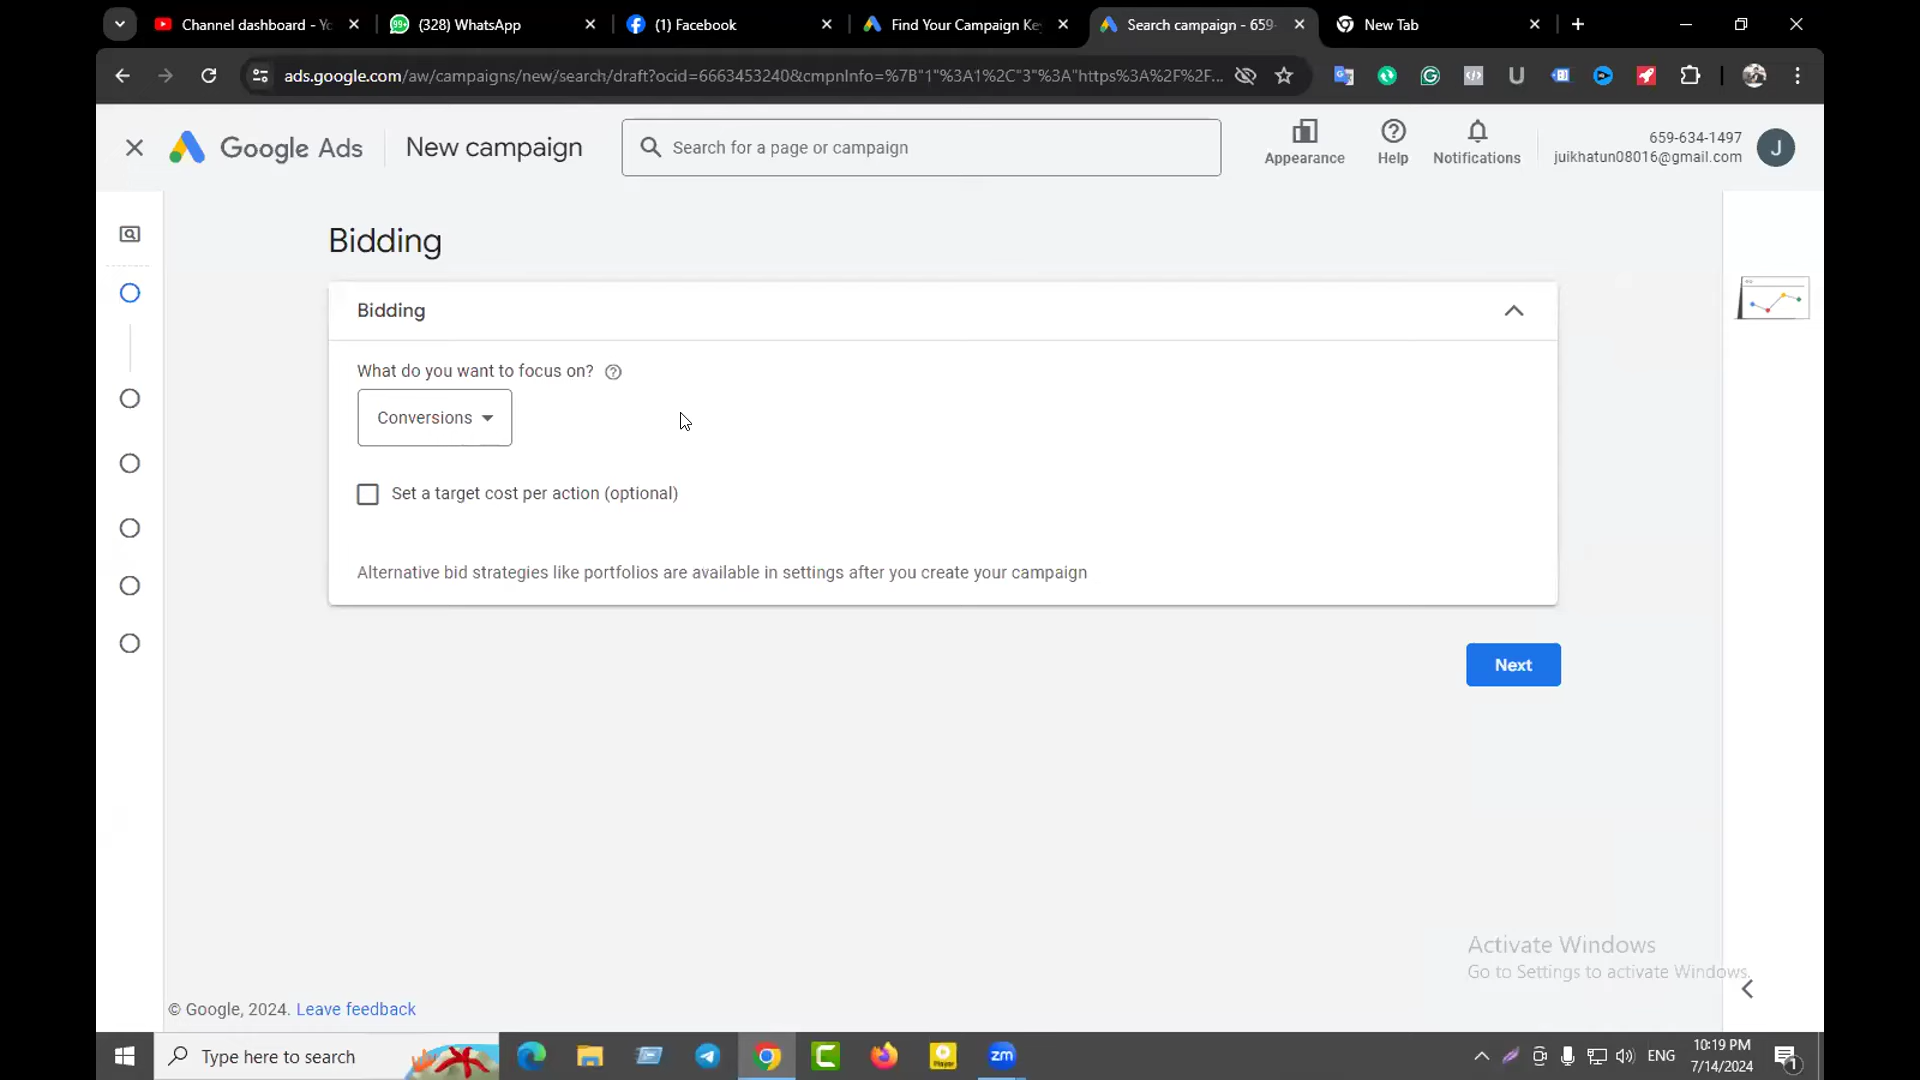 Channel dashboard - Yo
(328) WhatsApp
(1) Facebook
Find Your Campaign Ke
Search campaign - 659-
New Tab
ads.google.com/aw/campaigns/new/search/draft?ocid=6663453240&cmpnInfo=%7B"1"%3A1%2C"3"%3A"https%3A%2F%2F...
Google Ads
New campaign
Search for a page or campaign
Appearance
Help
Notifications
659-634-1497
juikhatun08016@gmail.com
J
Bidding
Bidding
What do you want to focus on?
Conversions
Set a target cost per action (optional)
Alternative bid strategies like portfolios are available in settings after you create your campaign
Next
Activate Windows
Go to Settings to activate Windows.
© Google, 2024. Leave feedback
Type here to search
zm
ENG
10:19 PM
7/14/2024
1